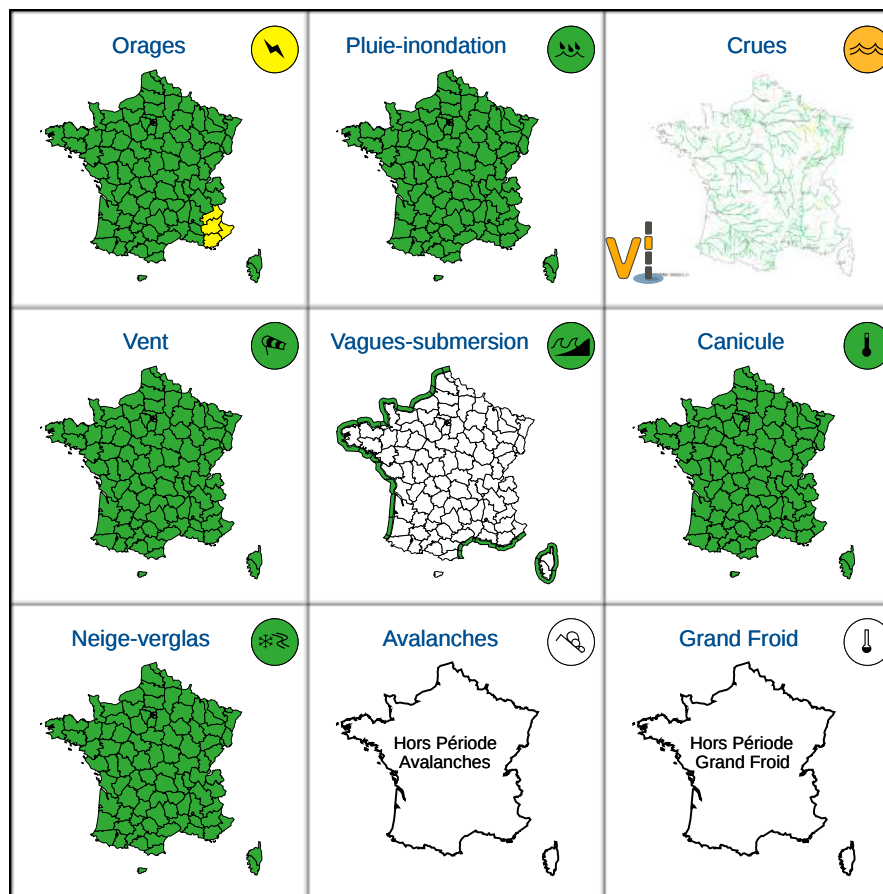 Orages
Pluie-inondation
Crues
Vi
Vent
Vagues-submersion
Canicule
Neige-verglas
Avalanches
Grand Froid
Hors Période
Avalanches
Hors Période
Grand Froid